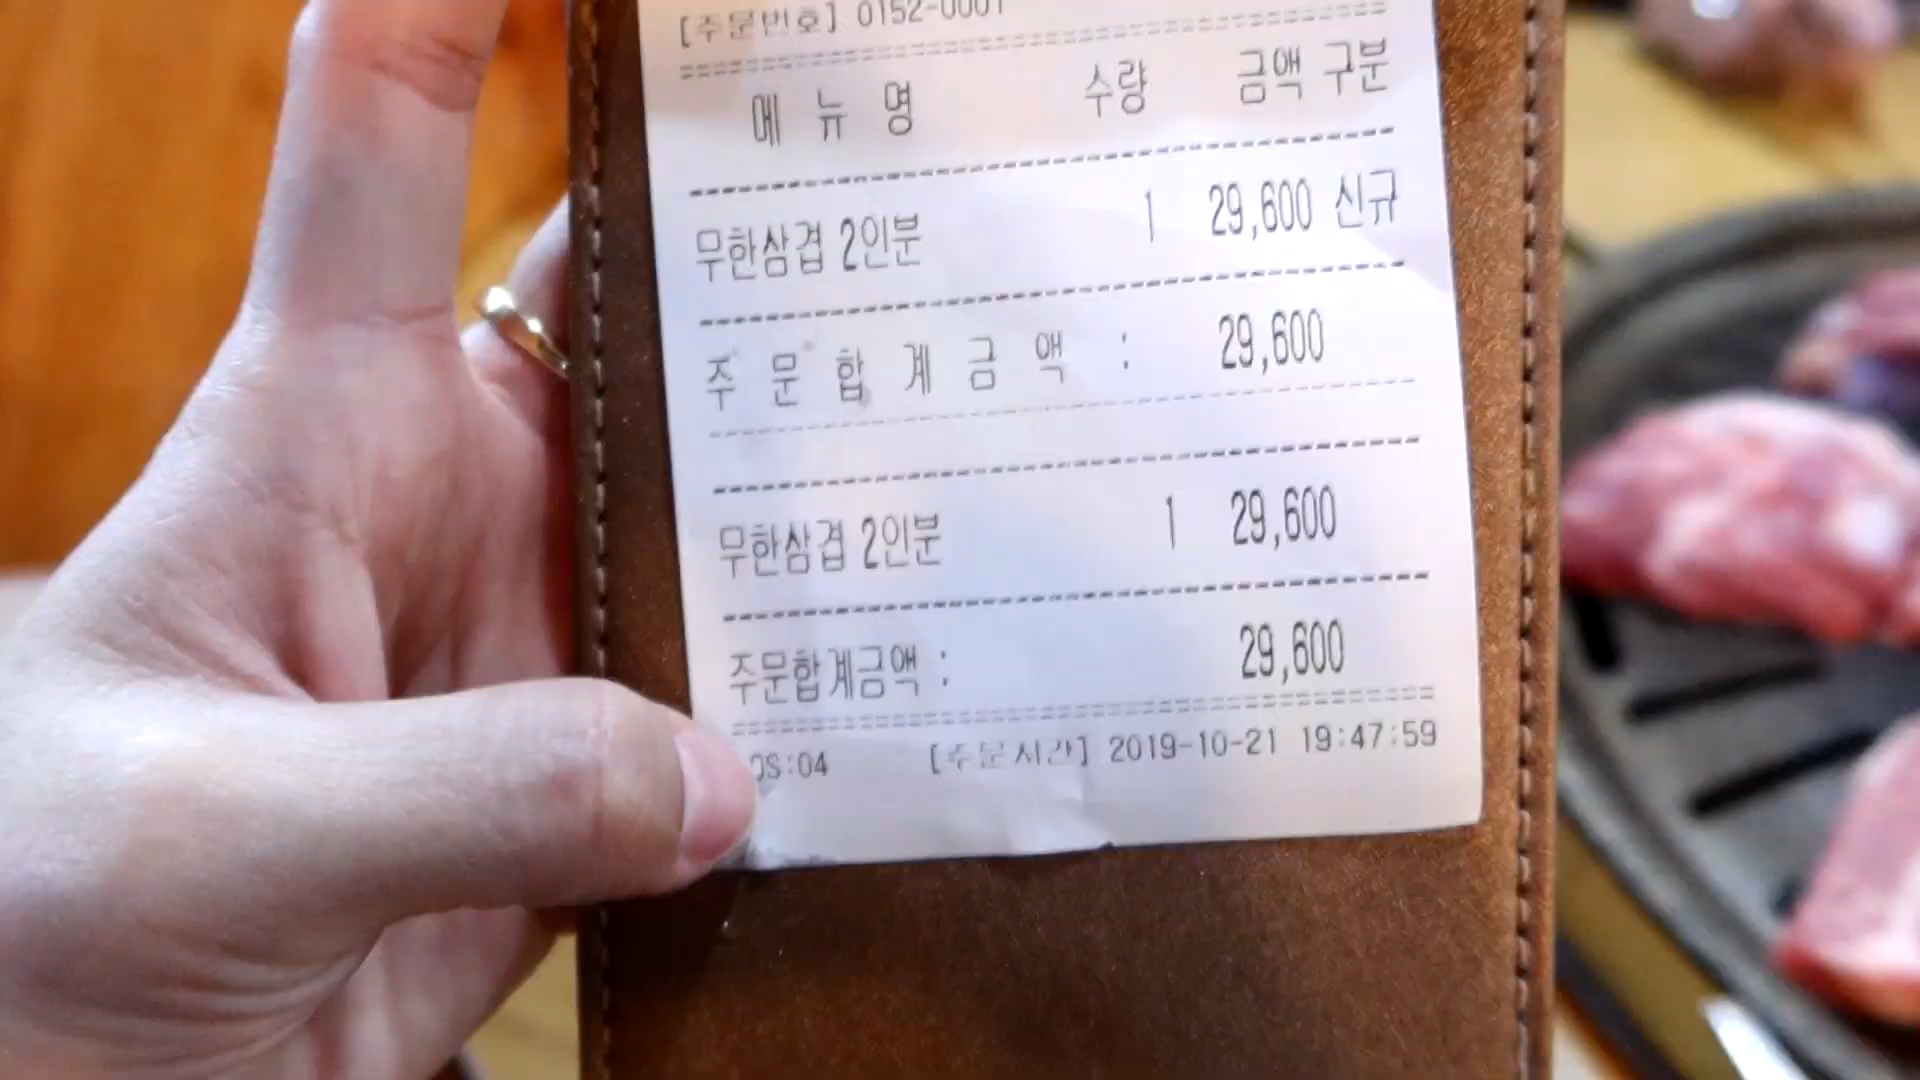 [주문번호] 0152-0001
메 뉴 명 수량 금액 구분
무한삼겹 2인분 1 29,600 신규
주 문 합 계 금 액 : 29,600
무한삼겹 2인분 1 29,600
주문합계금액 : 29,600
OS:04 [주문시간] 2019-10-21 19:47:59